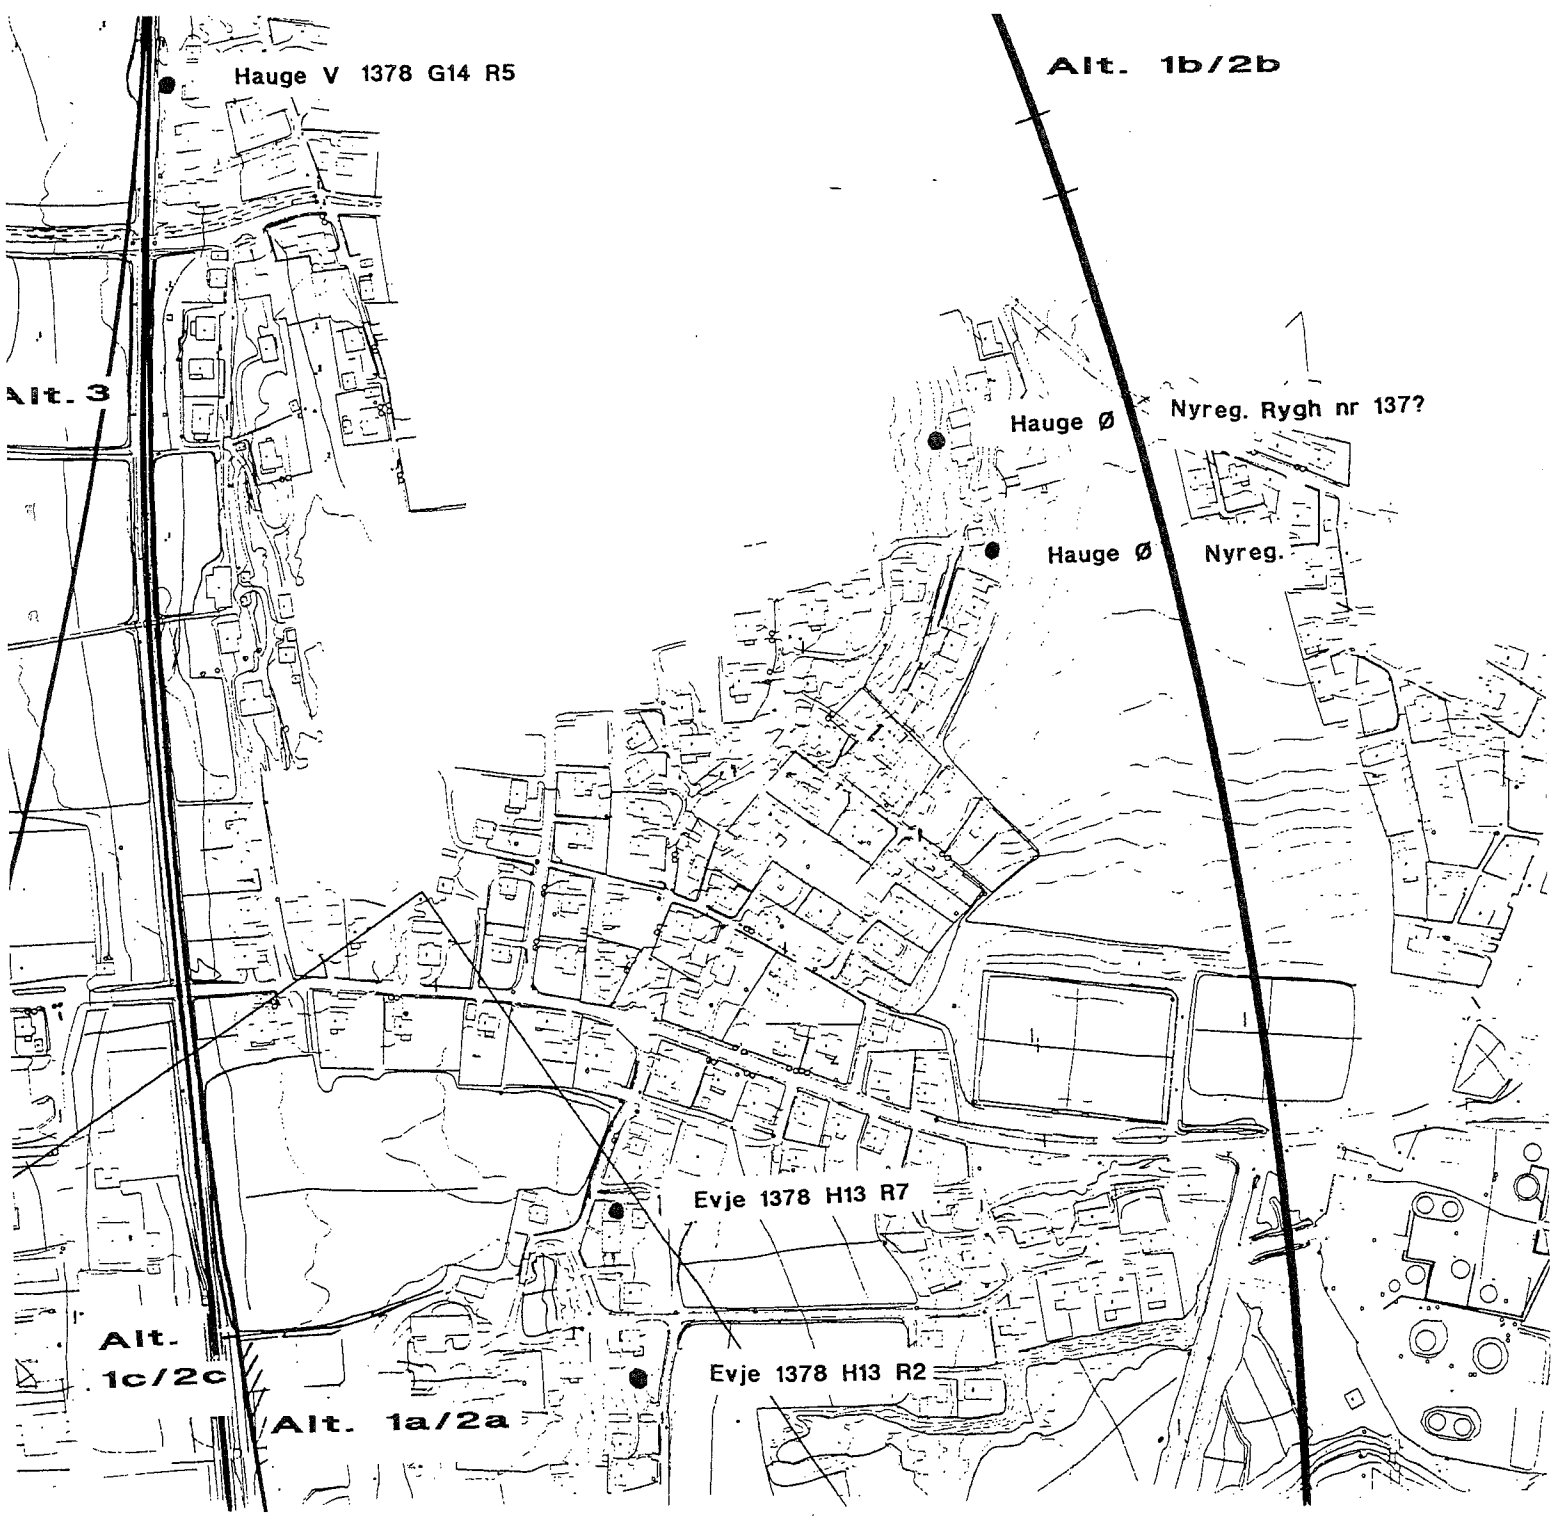 Hauge V 1378 G14 R5
Alt. 1b/2b
Alt. 3
Hauge Ø Nyreg. Rygh nr 137?
Hauge Ø Nyreg.
Evje 1378 H13 R7
Evje 1378 H13 R2
Alt.
1c/2c
Alt. 1a/2a